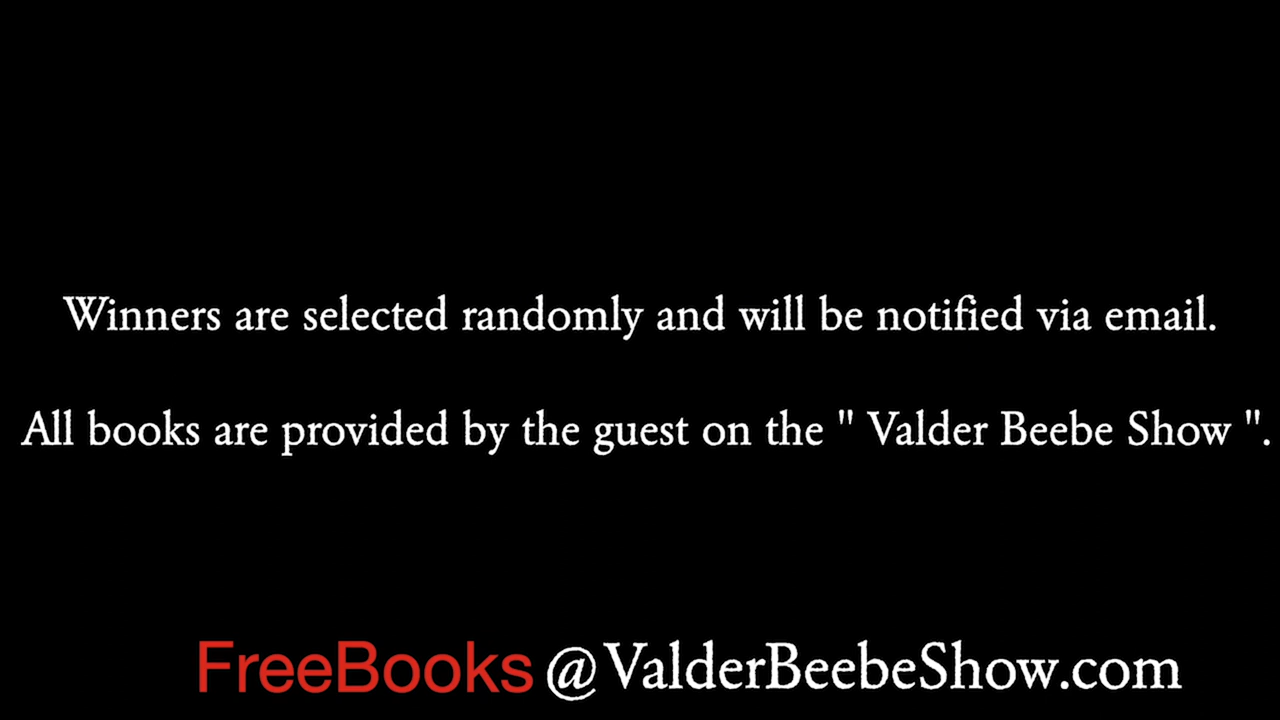 Winners are selected randomly and will be notified via email.
All books are provided by the guest on the " Valder Beebe Show ".
FreeBooks @ValderBeebeShow.com